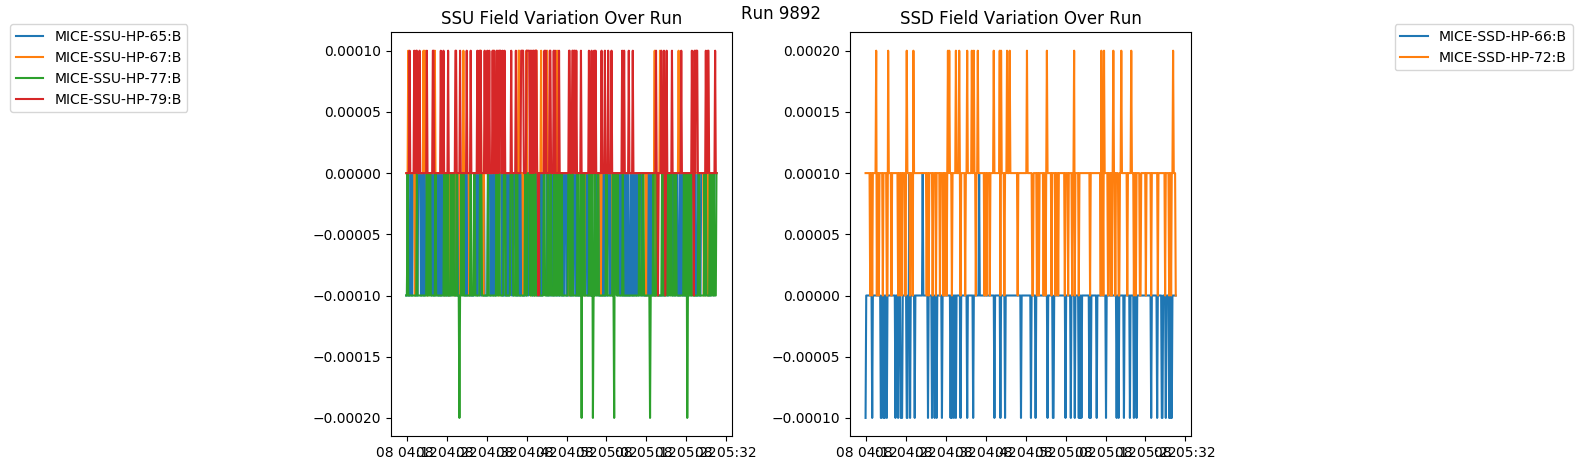 Run 9892
MICE-SSU-HP-65:B
MICE-SSU-HP-67:B
MICE-SSU-HP-77:B
MICE-SSU-HP-79:B
SSU Field Variation Over Run
0.00010
0.00005
0.00000
−0.00005
−0.00010
−0.00015
−0.00020
SSD Field Variation Over Run
0.00020
0.00015
0.00010
0.00005
0.00000
−0.00005
−0.00010
MICE-SSD-HP-66:B
MICE-SSD-HP-72:B